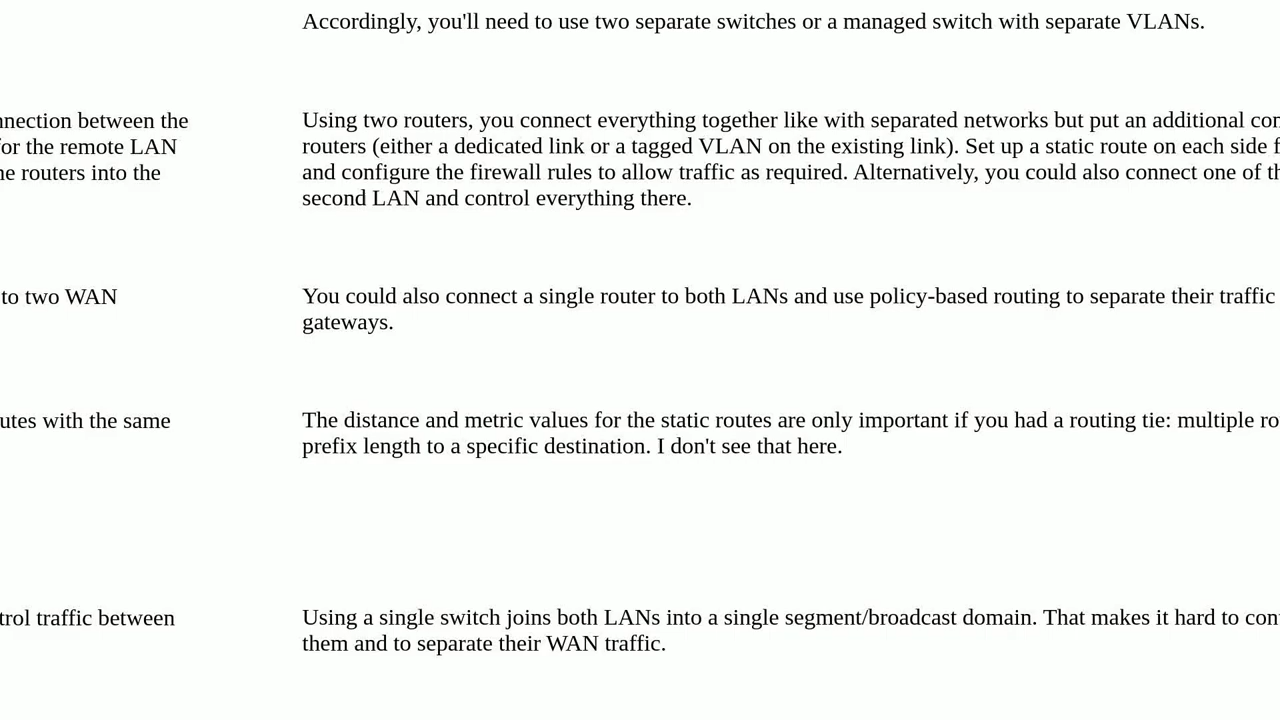 Accordingly, you'll need to use two separate switches or a managed switch with separate VLANs.
nnection between the
for the remote LAN
he routers into the
Using two routers, you connect everything together like with separated networks but put an additional con
routers (either a dedicated link or a tagged VLAN on the existing link). Set up a static route on each side f
and configure the firewall rules to allow traffic as required. Alternatively, you could also connect one of th
second LAN and control everything there.
to two WAN
You could also connect a single router to both LANs and use policy-based routing to separate their traffic
gateways.
utes with the same
The distance and metric values for the static routes are only important if you had a routing tie: multiple ro
prefix length to a specific destination. I don't see that here.
trol traffic between
Using a single switch joins both LANs into a single segment/broadcast domain. That makes it hard to con
them and to separate their WAN traffic.